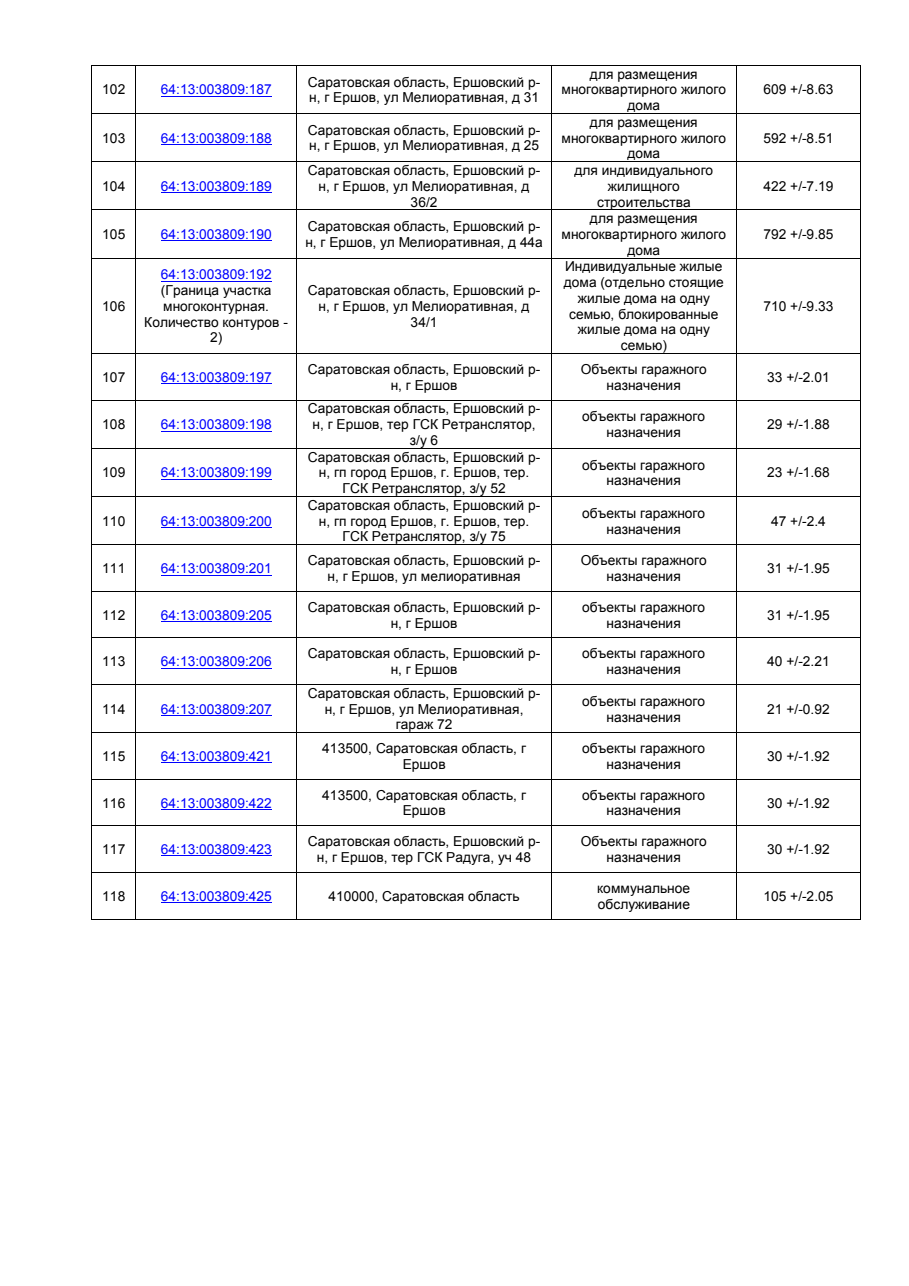 102
64:13:003809:187
Саратовская область, Ершовский р-
н, г Ершов, ул Мелиоративная, д 31
для размещения
многоквартирного жилого
дома
609 +/-8.63
103
64:13:003809:188
Саратовская область, Ершовский р-
н, г Ершов, ул Мелиоративная, д 25
для размещения
многоквартирного жилого
дома
592 +/-8.51
104
64:13:003809:189
Саратовская область, Ершовский р-
н, г Ершов, ул Мелиоративная, д
36/2
для индивидуального
жилищного
строительства
422 +/-7.19
105
64:13:003809:190
Саратовская область, Ершовский р-
н, г Ершов, ул Мелиоративная, д 44а
для размещения
многоквартирного жилого
дома
792 +/-9.85
106
64:13:003809:192
(Граница участка
многоконтурная.
Количество контуров -
2)
Саратовская область, Ершовский р-
н, г Ершов, ул Мелиоративная, д
34/1
Индивидуальные жилые
дома (отдельно стоящие
жилые дома на одну
семью, блокированные
жилые дома на одну
семью)
710 +/-9.33
107
64:13:003809:197
Саратовская область, Ершовский р-
н, г Ершов
Объекты гаражного
назначения
33 +/-2.01
108
64:13:003809:198
Саратовская область, Ершовский р-
н, г Ершов, тер ГСК Ретранслятор,
з/у 6
объекты гаражного
назначения
29 +/-1.88
109
64:13:003809:199
Саратовская область, Ершовский р-
н, гп город Ершов, г. Ершов, тер.
ГСК Ретранслятор, з/у 52
объекты гаражного
назначения
23 +/-1.68
110
64:13:003809:200
Саратовская область, Ершовский р-
н, гп город Ершов, г. Ершов, тер.
ГСК Ретранслятор, з/у 75
объекты гаражного
назначения
47 +/-2.4
111
64:13:003809:201
Саратовская область, Ершовский р-
н, г Ершов, ул мелиоративная
Объекты гаражного
назначения
31 +/-1.95
112
64:13:003809:205
Саратовская область, Ершовский р-
н, г Ершов
объекты гаражного
назначения
31 +/-1.95
113
64:13:003809:206
Саратовская область, Ершовский р-
н, г Ершов
объекты гаражного
назначения
40 +/-2.21
114
64:13:003809:207
Саратовская область, Ершовский р-
н, г Ершов, ул Мелиоративная,
гараж 72
объекты гаражного
назначения
21 +/-0.92
115
64:13:003809:421
413500, Саратовская область, г
Ершов
объекты гаражного
назначения
30 +/-1.92
116
64:13:003809:422
413500, Саратовская область, г
Ершов
объекты гаражного
назначения
30 +/-1.92
117
64:13:003809:423
Саратовская область, Ершовский р-
н, г Ершов, тер ГСК Радуга, уч 48
Объекты гаражного
назначения
30 +/-1.92
118
64:13:003809:425
410000, Саратовская область
коммунальное
обслуживание
105 +/-2.05